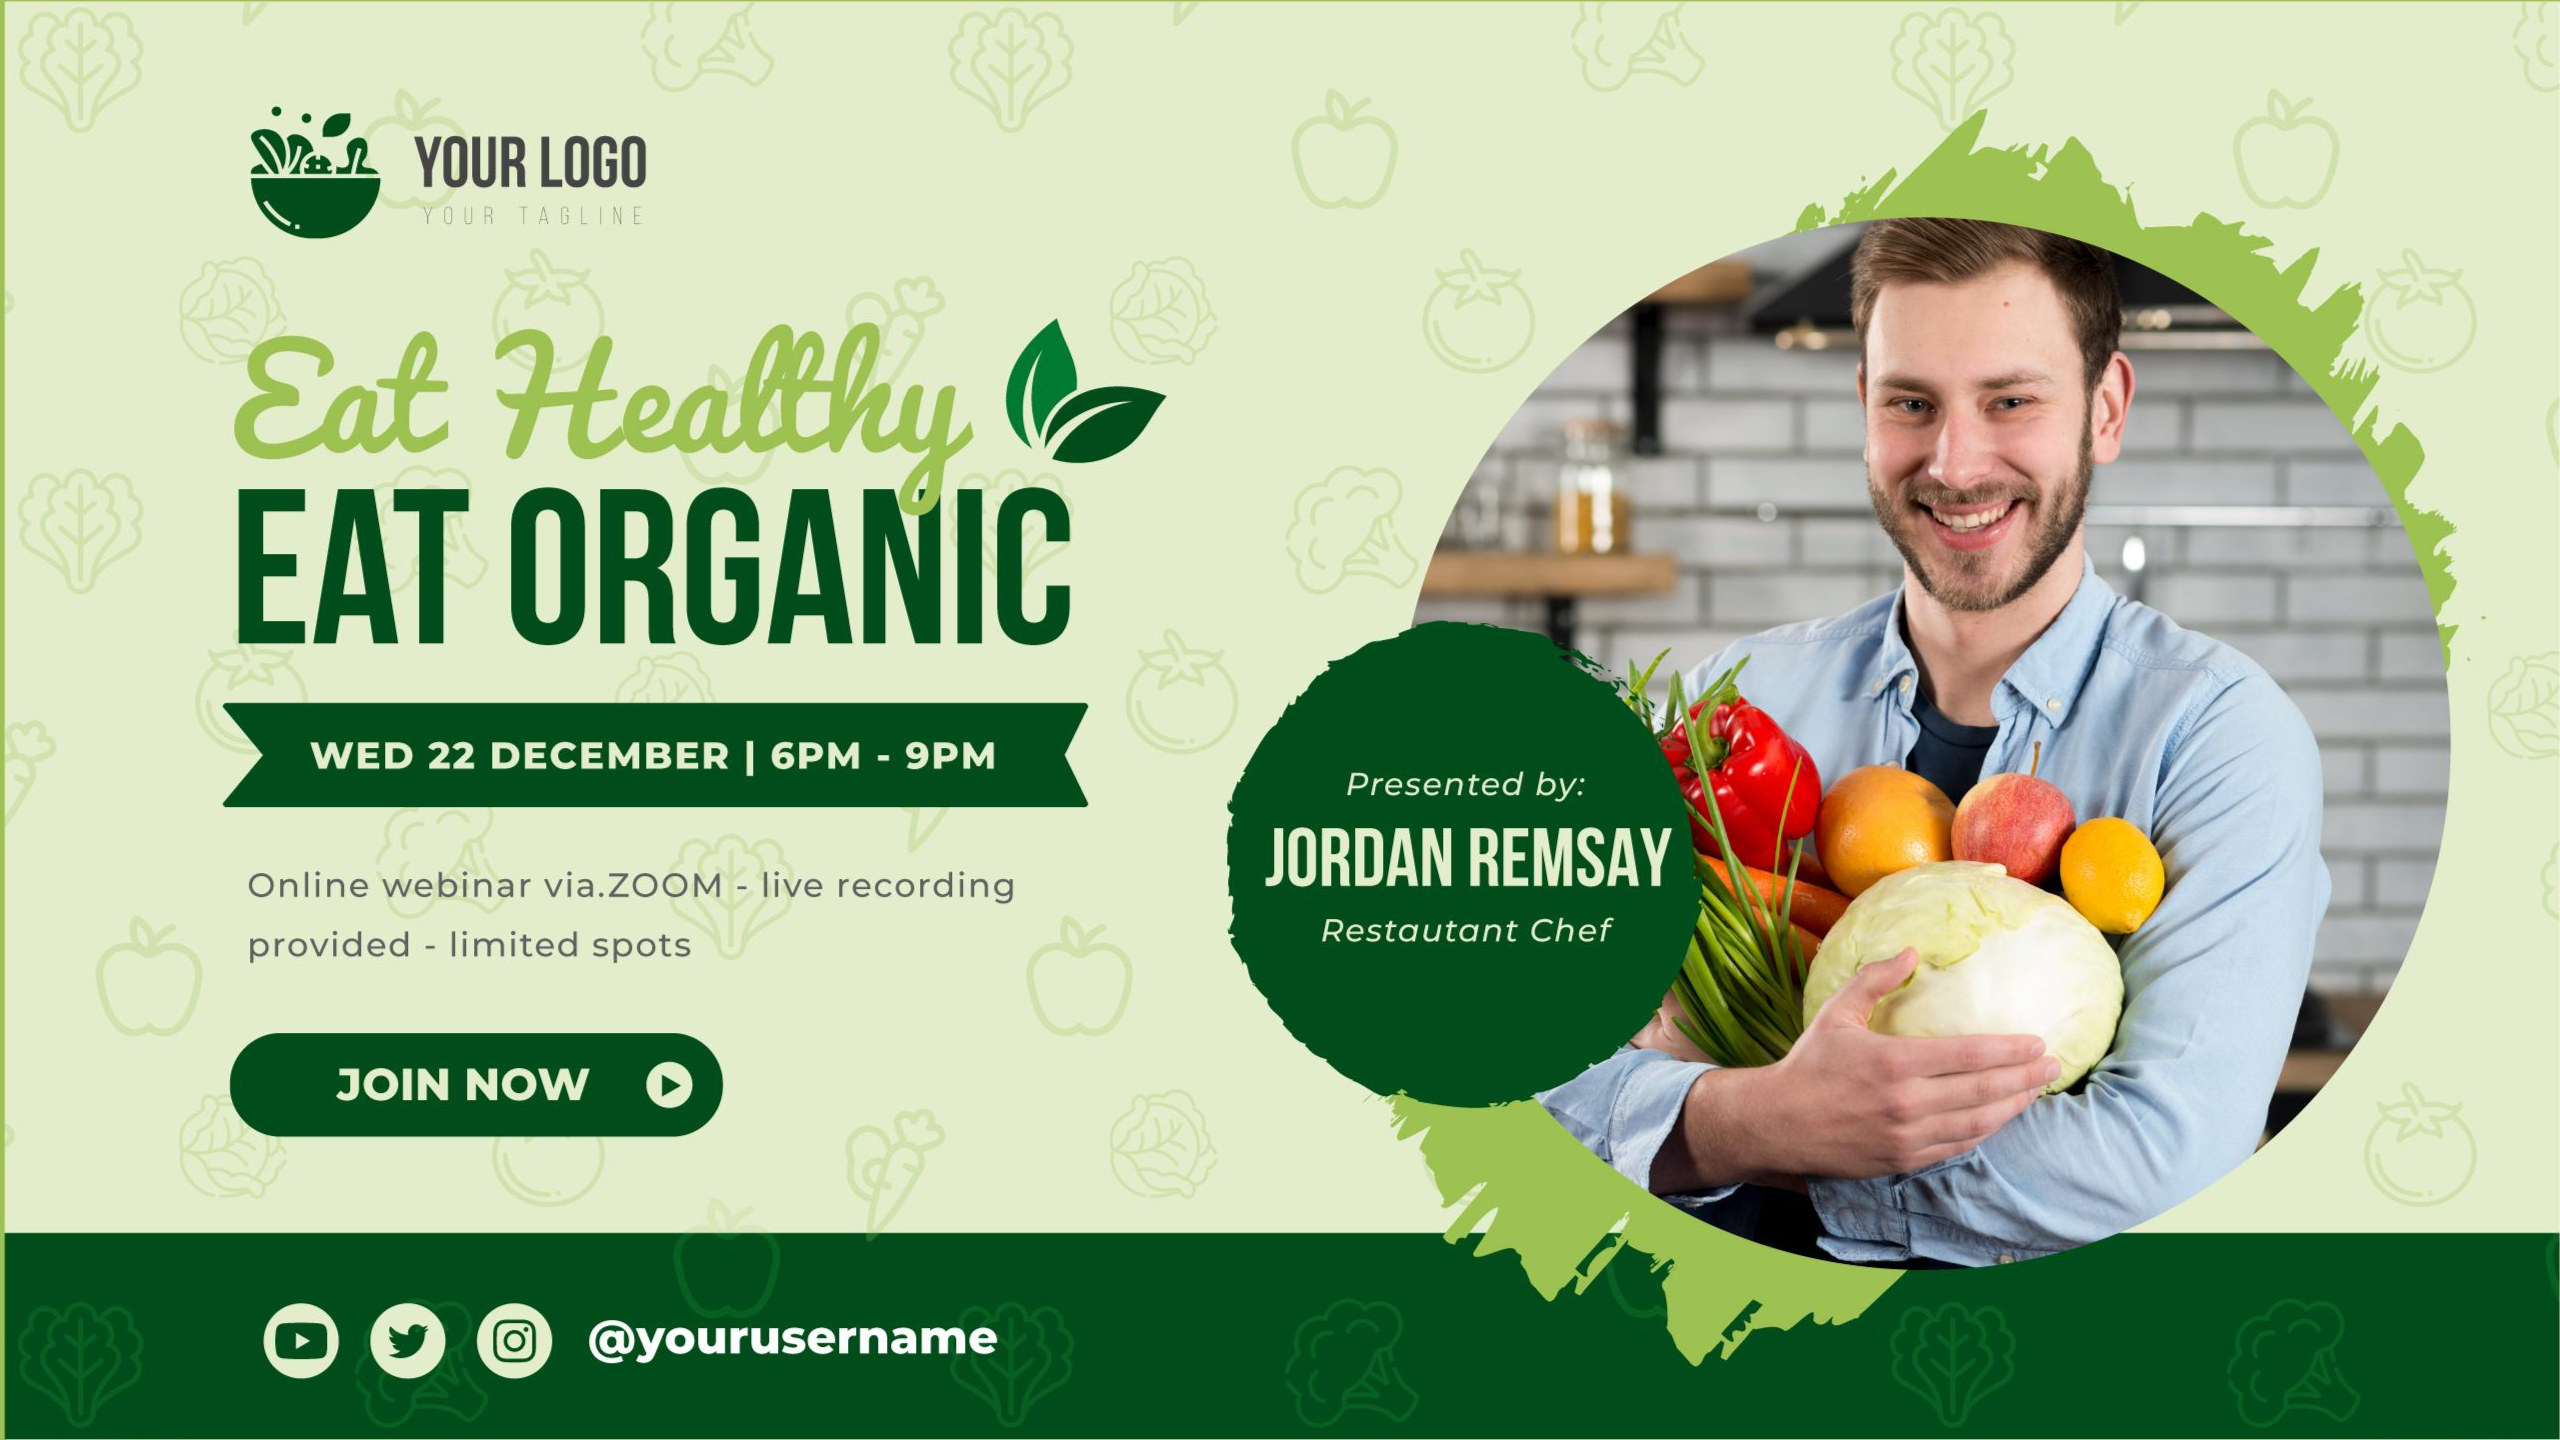 YOUR LOGO
YOUR TAGLINE
Eat Healthy
EAT ORGANIC
WED 22 DECEMBER | 6PM - 9PM
Online webinar via.ZOOM - live recording
provided - limited spots
JOIN NOW
Presented by:
JORDAN REMSAY
Restautant Chef
@yourusername